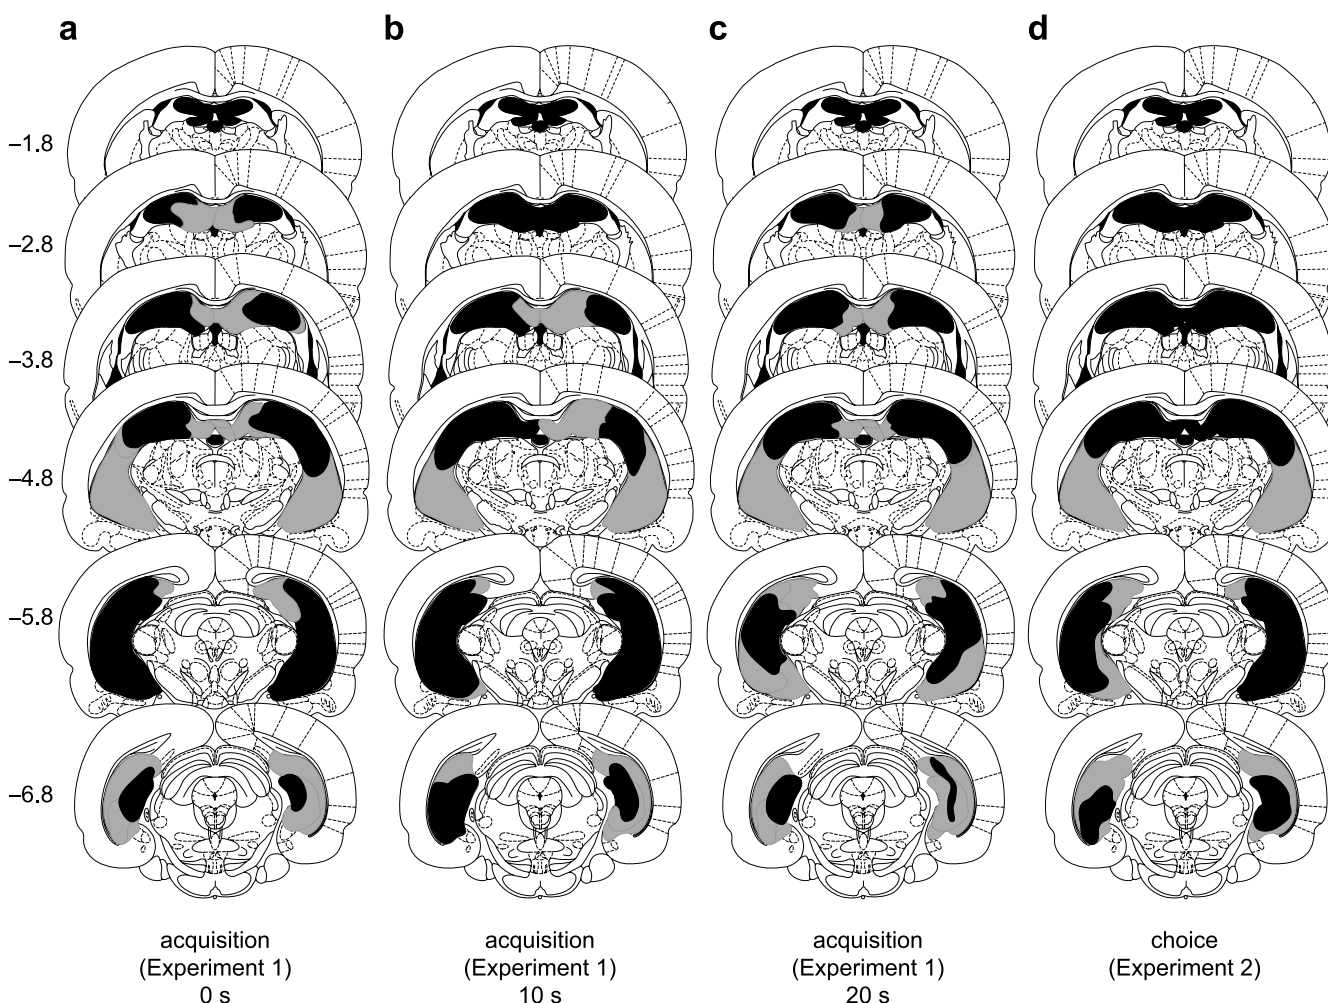 a b c d
–1.8
–2.8
–3.8
–4.8
–5.8
–6.8
acquisition acquisition acquisition choice
(Experiment 1) (Experiment 1) (Experiment 1) (Experiment 2)
0 s 10 s 20 s